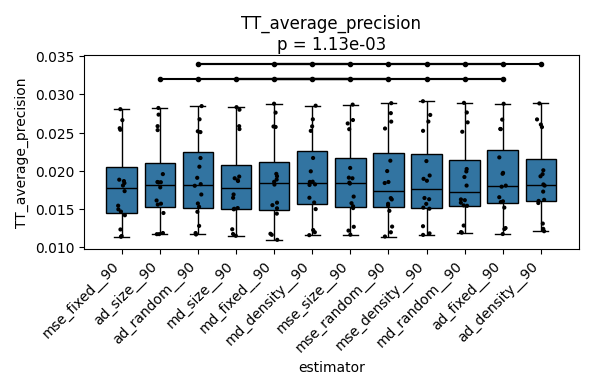 TT_average_precision
p = 1.13e-03
TT_average_precision
0.035
0.030
0.025
0.020
0.015
0.010
mse_fixed__90
ad_size__90
ad_random__90
md_size__90
md_fixed__90
md_density__90
mse_size__90
mse_random__90
mse_density__90
md_random__90
ad_fixed__90
ad_density__90
estimator